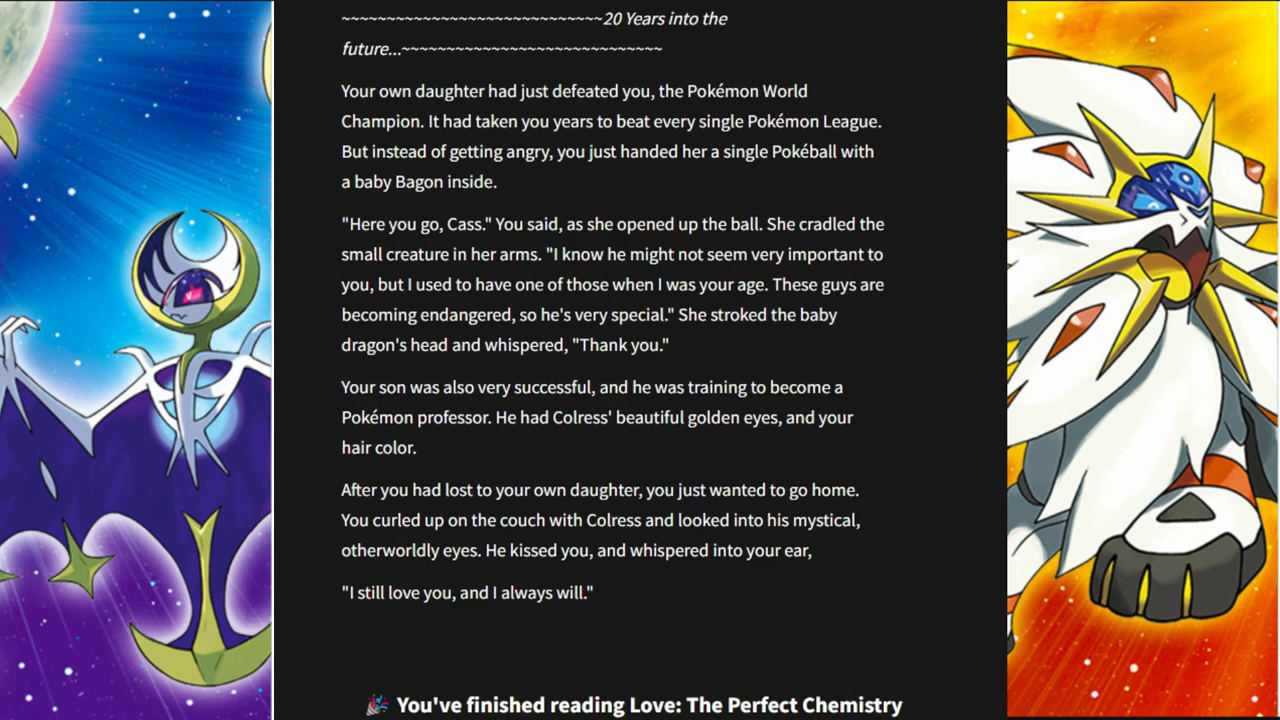 ~~~~~~~~~~~~~~~~~~~~~~~~~~~~~20 Years into the
future...~~~~~~~~~~~~~~~~~~~~~~~~~~~~~
Your own daughter had just defeated you, the Pokémon World
Champion. It had taken you years to beat every single Pokémon League.
But instead of getting angry, you just handed her a single Pokéball with
a baby Bagon inside.
"Here you go, Cass." You said, as she opened up the ball. She cradled the
small creature in her arms. "I know he might not seem very important to
you, but I used to have one of those when I was your age. These guys are
becoming endangered, so he's very special." She stroked the baby
dragon's head and whispered, "Thank you."
Your son was also very successful, and he was training to become a
Pokémon professor. He had Colress' beautiful golden eyes, and your
hair color.
After you had lost to your own daughter, you just wanted to go home.
You curled up on the couch with Colress and looked into his mystical,
otherworldly eyes. He kissed you, and whispered into your ear,
"I still love you, and I always will."
🎉 You've finished reading Love: The Perfect Chemistry